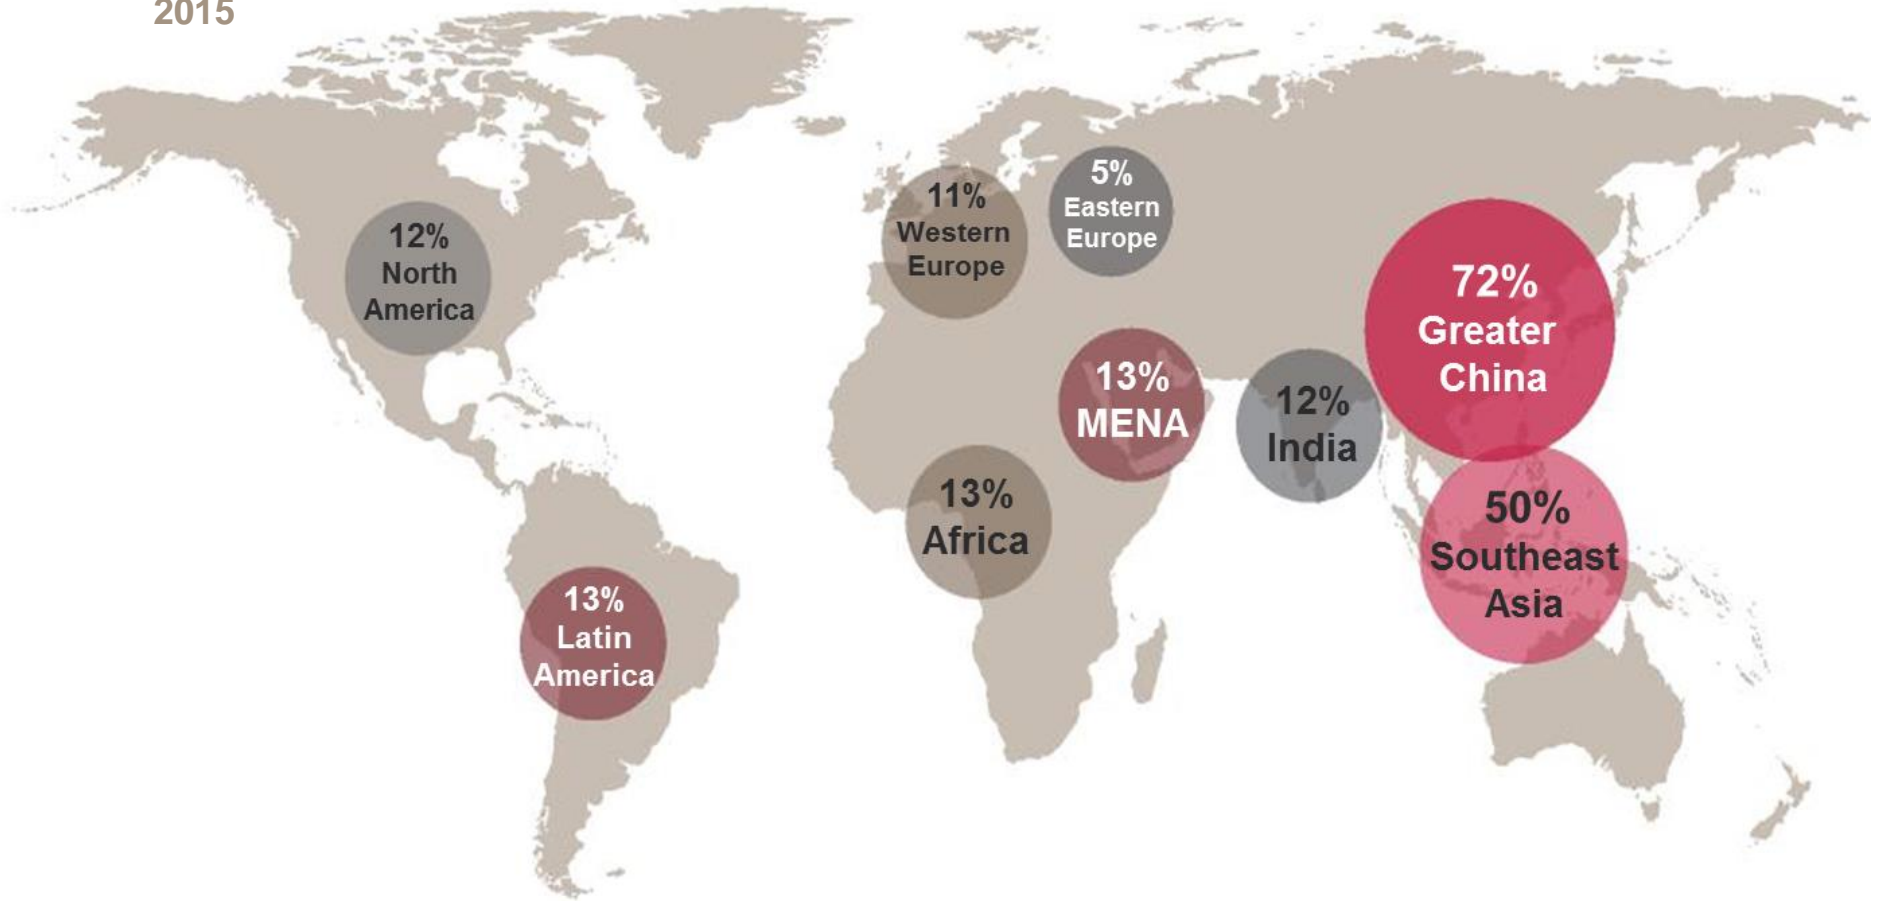 2015
12%
North
America
11%
Western
Europe
5%
Eastern
Europe
72%
Greater
China
13%
MENA
12%
India
13%
Africa
50%
Southeast
Asia
13%
Latin
America